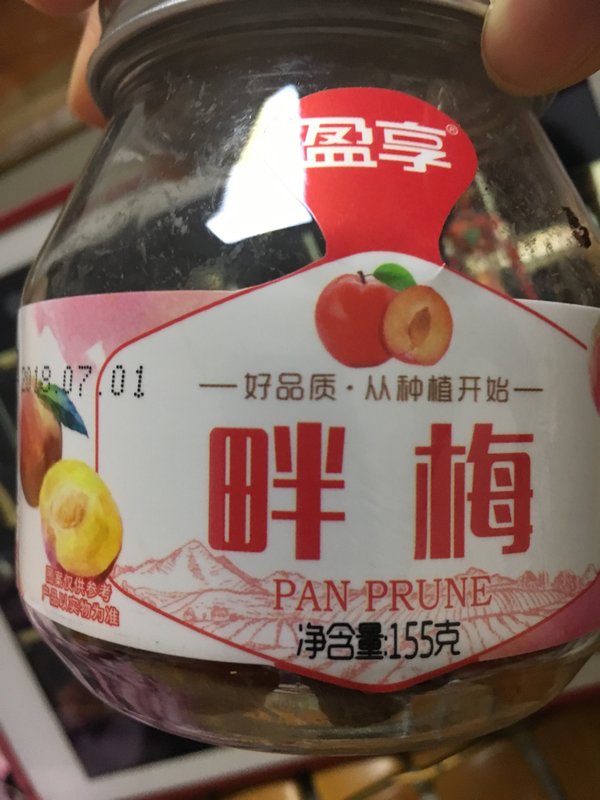 盈享®
2018.07.01
好品质·从种植开始
畔梅
PAN PRUNE
图案仅供参考
产品以实物为准
净含量:155克